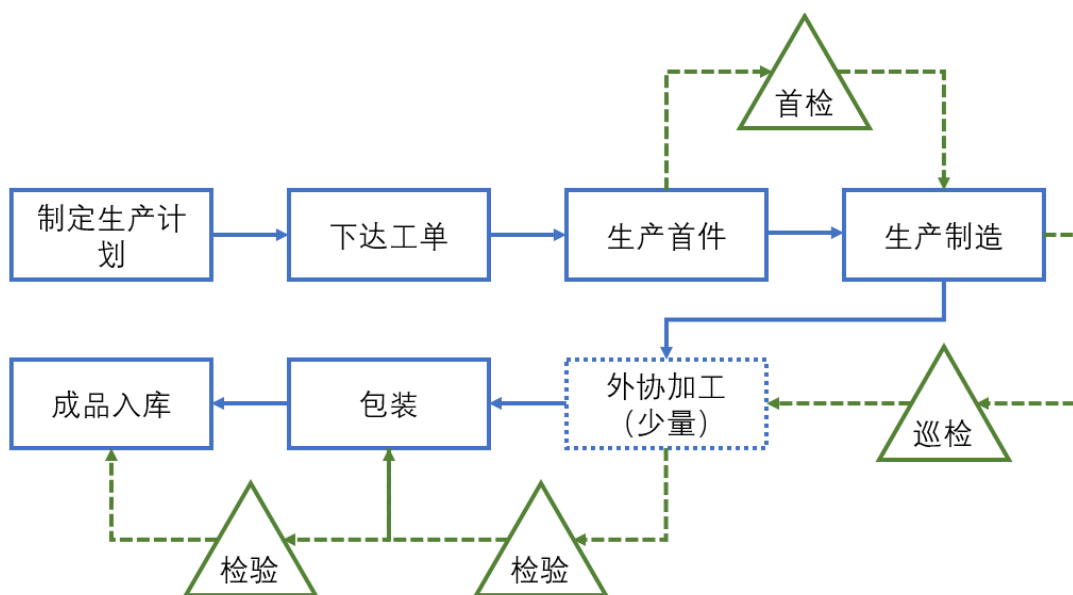 首检
制定生产计
划
下达工单
生产首件
生产制造
成品入库
包装
外协加工
(少量)
巡检
检验
检验